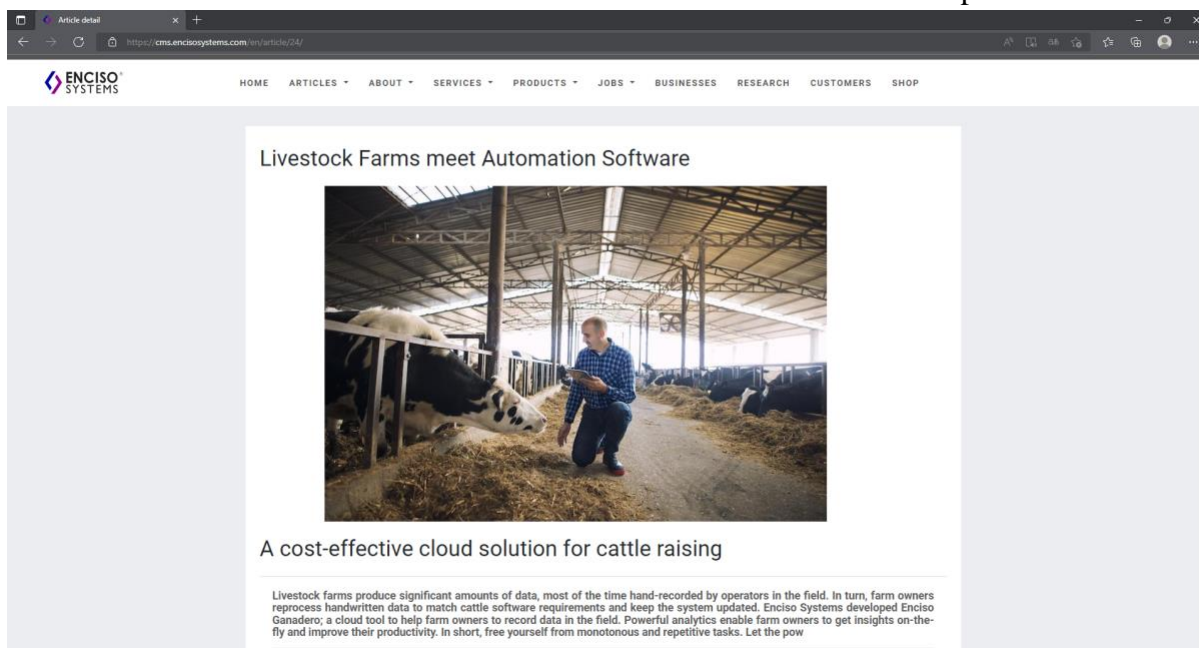 Article detail
https://cms.encisosystems.com/en/article/24/
ENCISO
SYSTEMS
HOME ARTICLES ABOUT SERVICES PRODUCTS JOBS BUSINESSES RESEARCH CUSTOMERS SHOP
Livestock Farms meet Automation Software
A cost-effective cloud solution for cattle raising
Livestock farms produce significant amounts of data, most of the time hand-recorded by operators in the field. In turn, farm owners
reprocess handwritten data to match cattle software requirements and keep the system updated. Enciso Systems developed Enciso
Ganadero; a cloud tool to help farm owners to record data in the field. Powerful analytics enable farm owners to get insights on-the-
fly and improve their productivity. In short, free yourself from monotonous and repetitive tasks. Let the pow